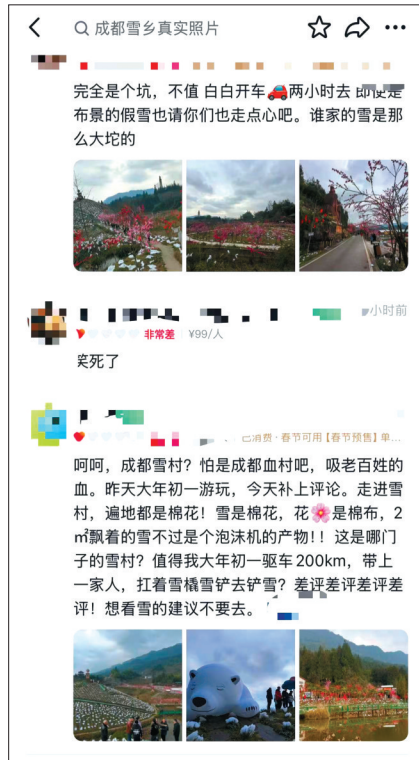 成都雪乡真实照片
完全是个坑，不值 白白开车🚗两小时去 即使是
布景的假雪也请你们也走点心吧。谁家的雪是那
么大坨的
小时前
非常差 ¥99/人
笑死了
已消费·春节可用【春节预售】单...
呵呵，成都雪村？怕是成都血村吧，吸老百姓的
血。昨天大年初一游玩，今天补上评论。走进雪
村，遍地都是棉花！雪是棉花，花🌸是棉布，2
㎡飘着的雪不过是个泡沫机的产物!！这是哪门
子的雪村？值得我大年初一驱车200km，带上
一家人，扛着雪橇雪铲去铲雪？差评差评差评差
评！想看雪的建议不要去。